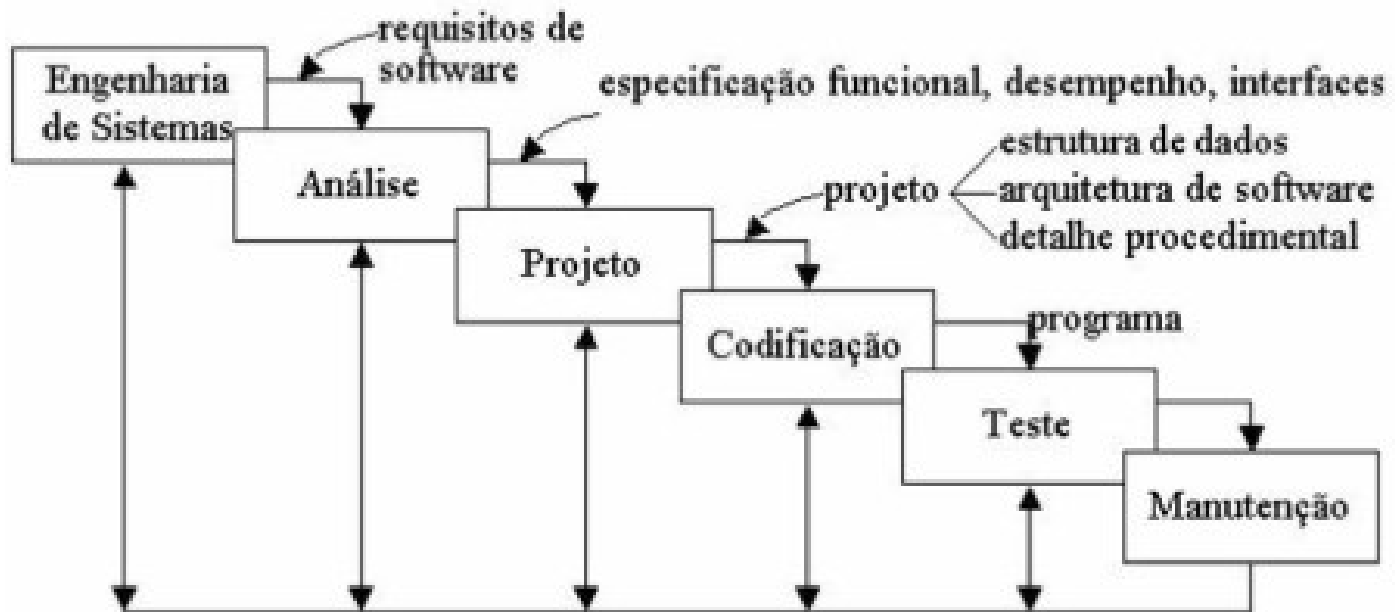 requisitos de
software
Engenharia
de Sistemas
especificação funcional, desempenho, interfaces
Análise
estrutura de dados
projeto
arquitetura de software
detalhe procedimental
Projeto
programa
Codificação
Teste
Manutenção